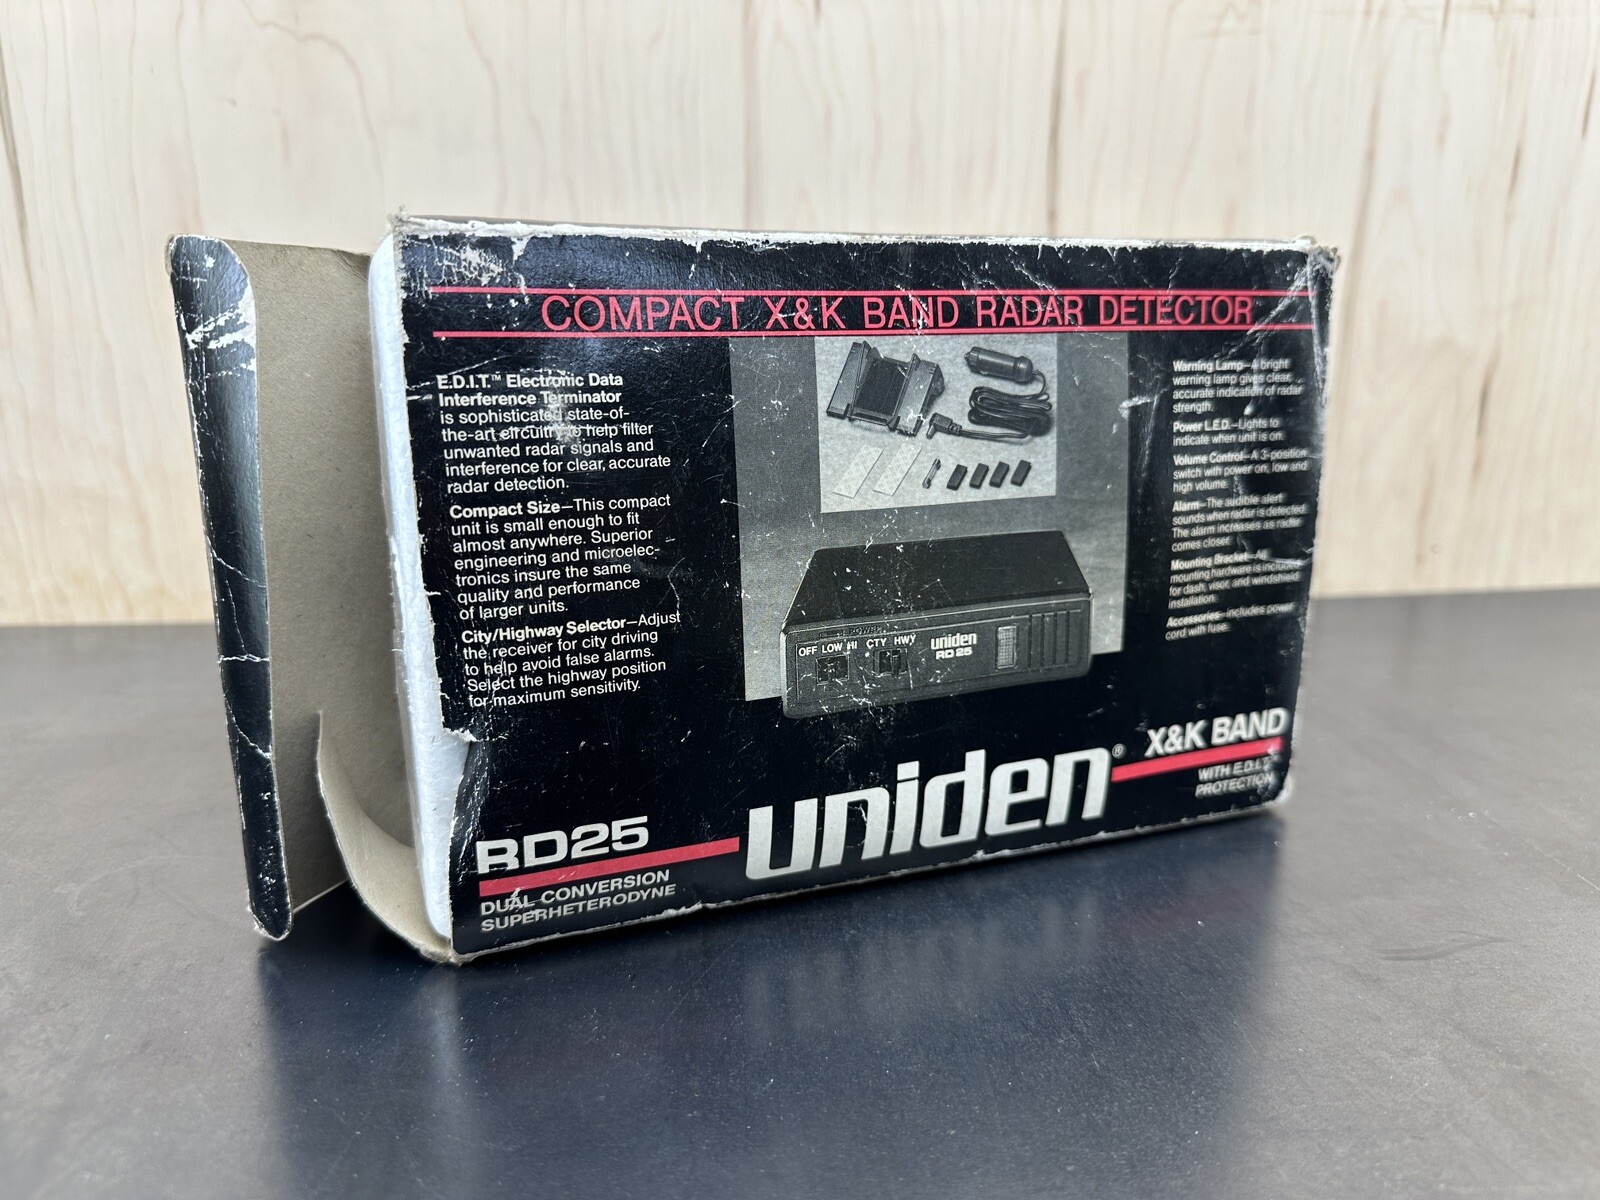 COMPACT X&K BAND RADAR DETECTOR
E.D.I.T.™ Electronic Data
Interference Terminator
is sophisticated state-of-
the-art circuitry to help filter
unwanted radar signals and
interference for clear, accurate
radar detection.
Compact Size—This compact
unit is small enough to fit
almost anywhere. Superior
engineering and microelec-
tronics insure the same
quality and performance
of larger units.
City/Highway Selector—Adjust
the receiver for city driving
to help avoid false alarms.
Select the highway position
for maximum sensitivity.
POWER
OFF LOW HI CTY HWY
uniden
RD 25
Warning Lamp—A bright
warning lamp gives clear,
accurate indication of radar
strength.
Power L.E.D.—Lights to
indicate when unit is on.
Volume Control—A 3-position
switch with power on, low and
high volume.
Alarm—The audible alert
sounds when radar is detected.
The alarm increases as radar
comes closer.
Mounting Bracket—All
mounting hardware is included
for dash, visor, and windshield
installation.
Accessories—includes power
cord with fuse.
RD25
DUAL CONVERSION
SUPERHETERODYNE
uniden®
X&K BAND
WITH E.D.I.T.
PROTECTION